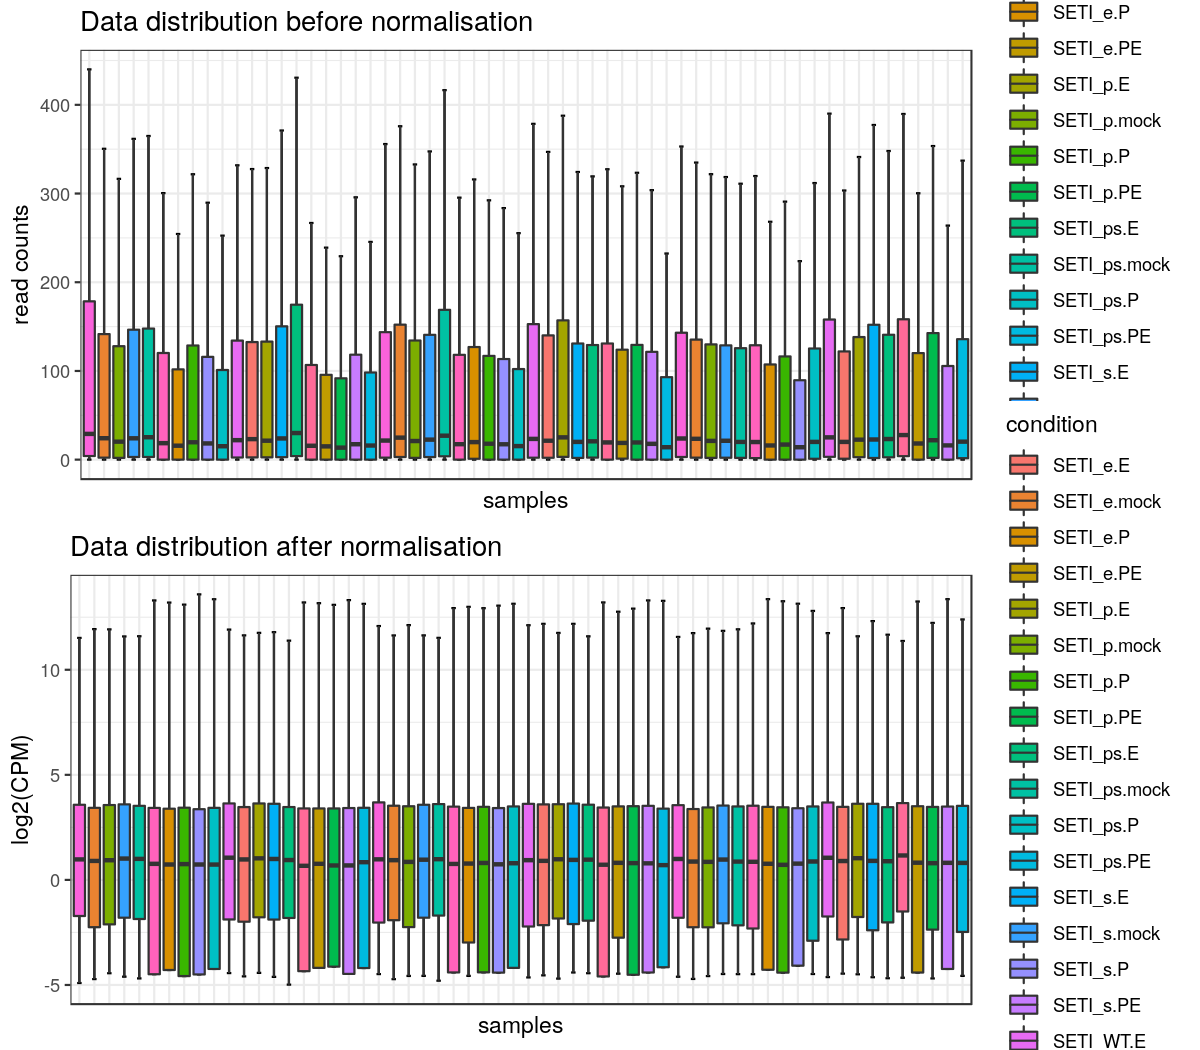 Data distribution before normalisation
400
300
200
100
0
read counts
samples
SETI_e.P
SETI_e.PE
SETI_p.E
SETI_p.mock
SETI_p.P
SETI_p.PE
SETI_ps.E
SETI_ps.mock
SETI_ps.P
SETI_ps.PE
SETI_s.E
Data distribution after normalisation
10
5
0
-5
log2(CPM)
samples
condition
SETI_e.E
SETI_e.mock
SETI_e.P
SETI_e.PE
SETI_p.E
SETI_p.mock
SETI_p.P
SETI_p.PE
SETI_ps.E
SETI_ps.mock
SETI_ps.P
SETI_ps.PE
SETI_s.E
SETI_s.mock
SETI_s.P
SETI_s.PE
SETI_WT.E